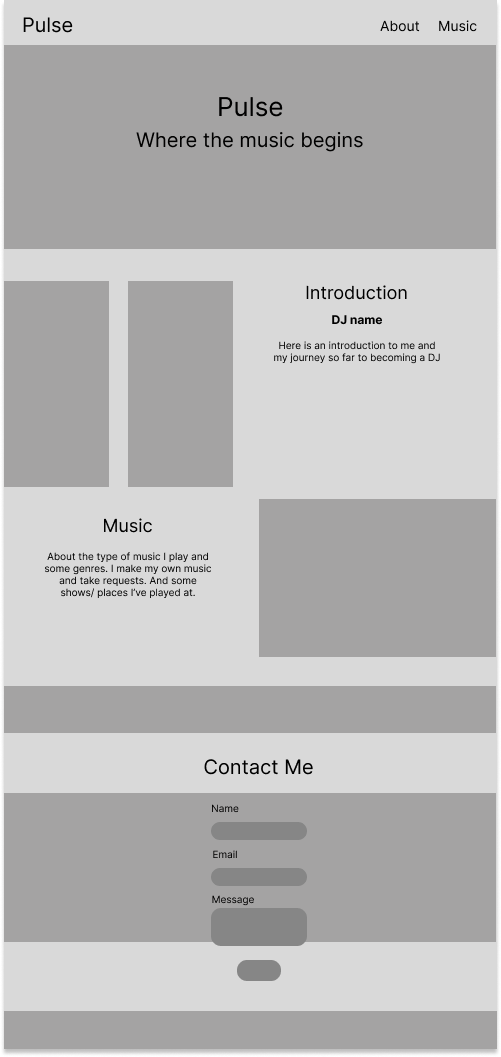 Pulse
About
Music
Pulse
Where the music begins
Introduction
DJ name
Here is an introduction to me and
my journey so far to becoming a DJ
Music
About the type of music I play and
some genres. I make my own music
and take requests. And some
shows/ places I've played at.
Contact Me
Name
Email
Message